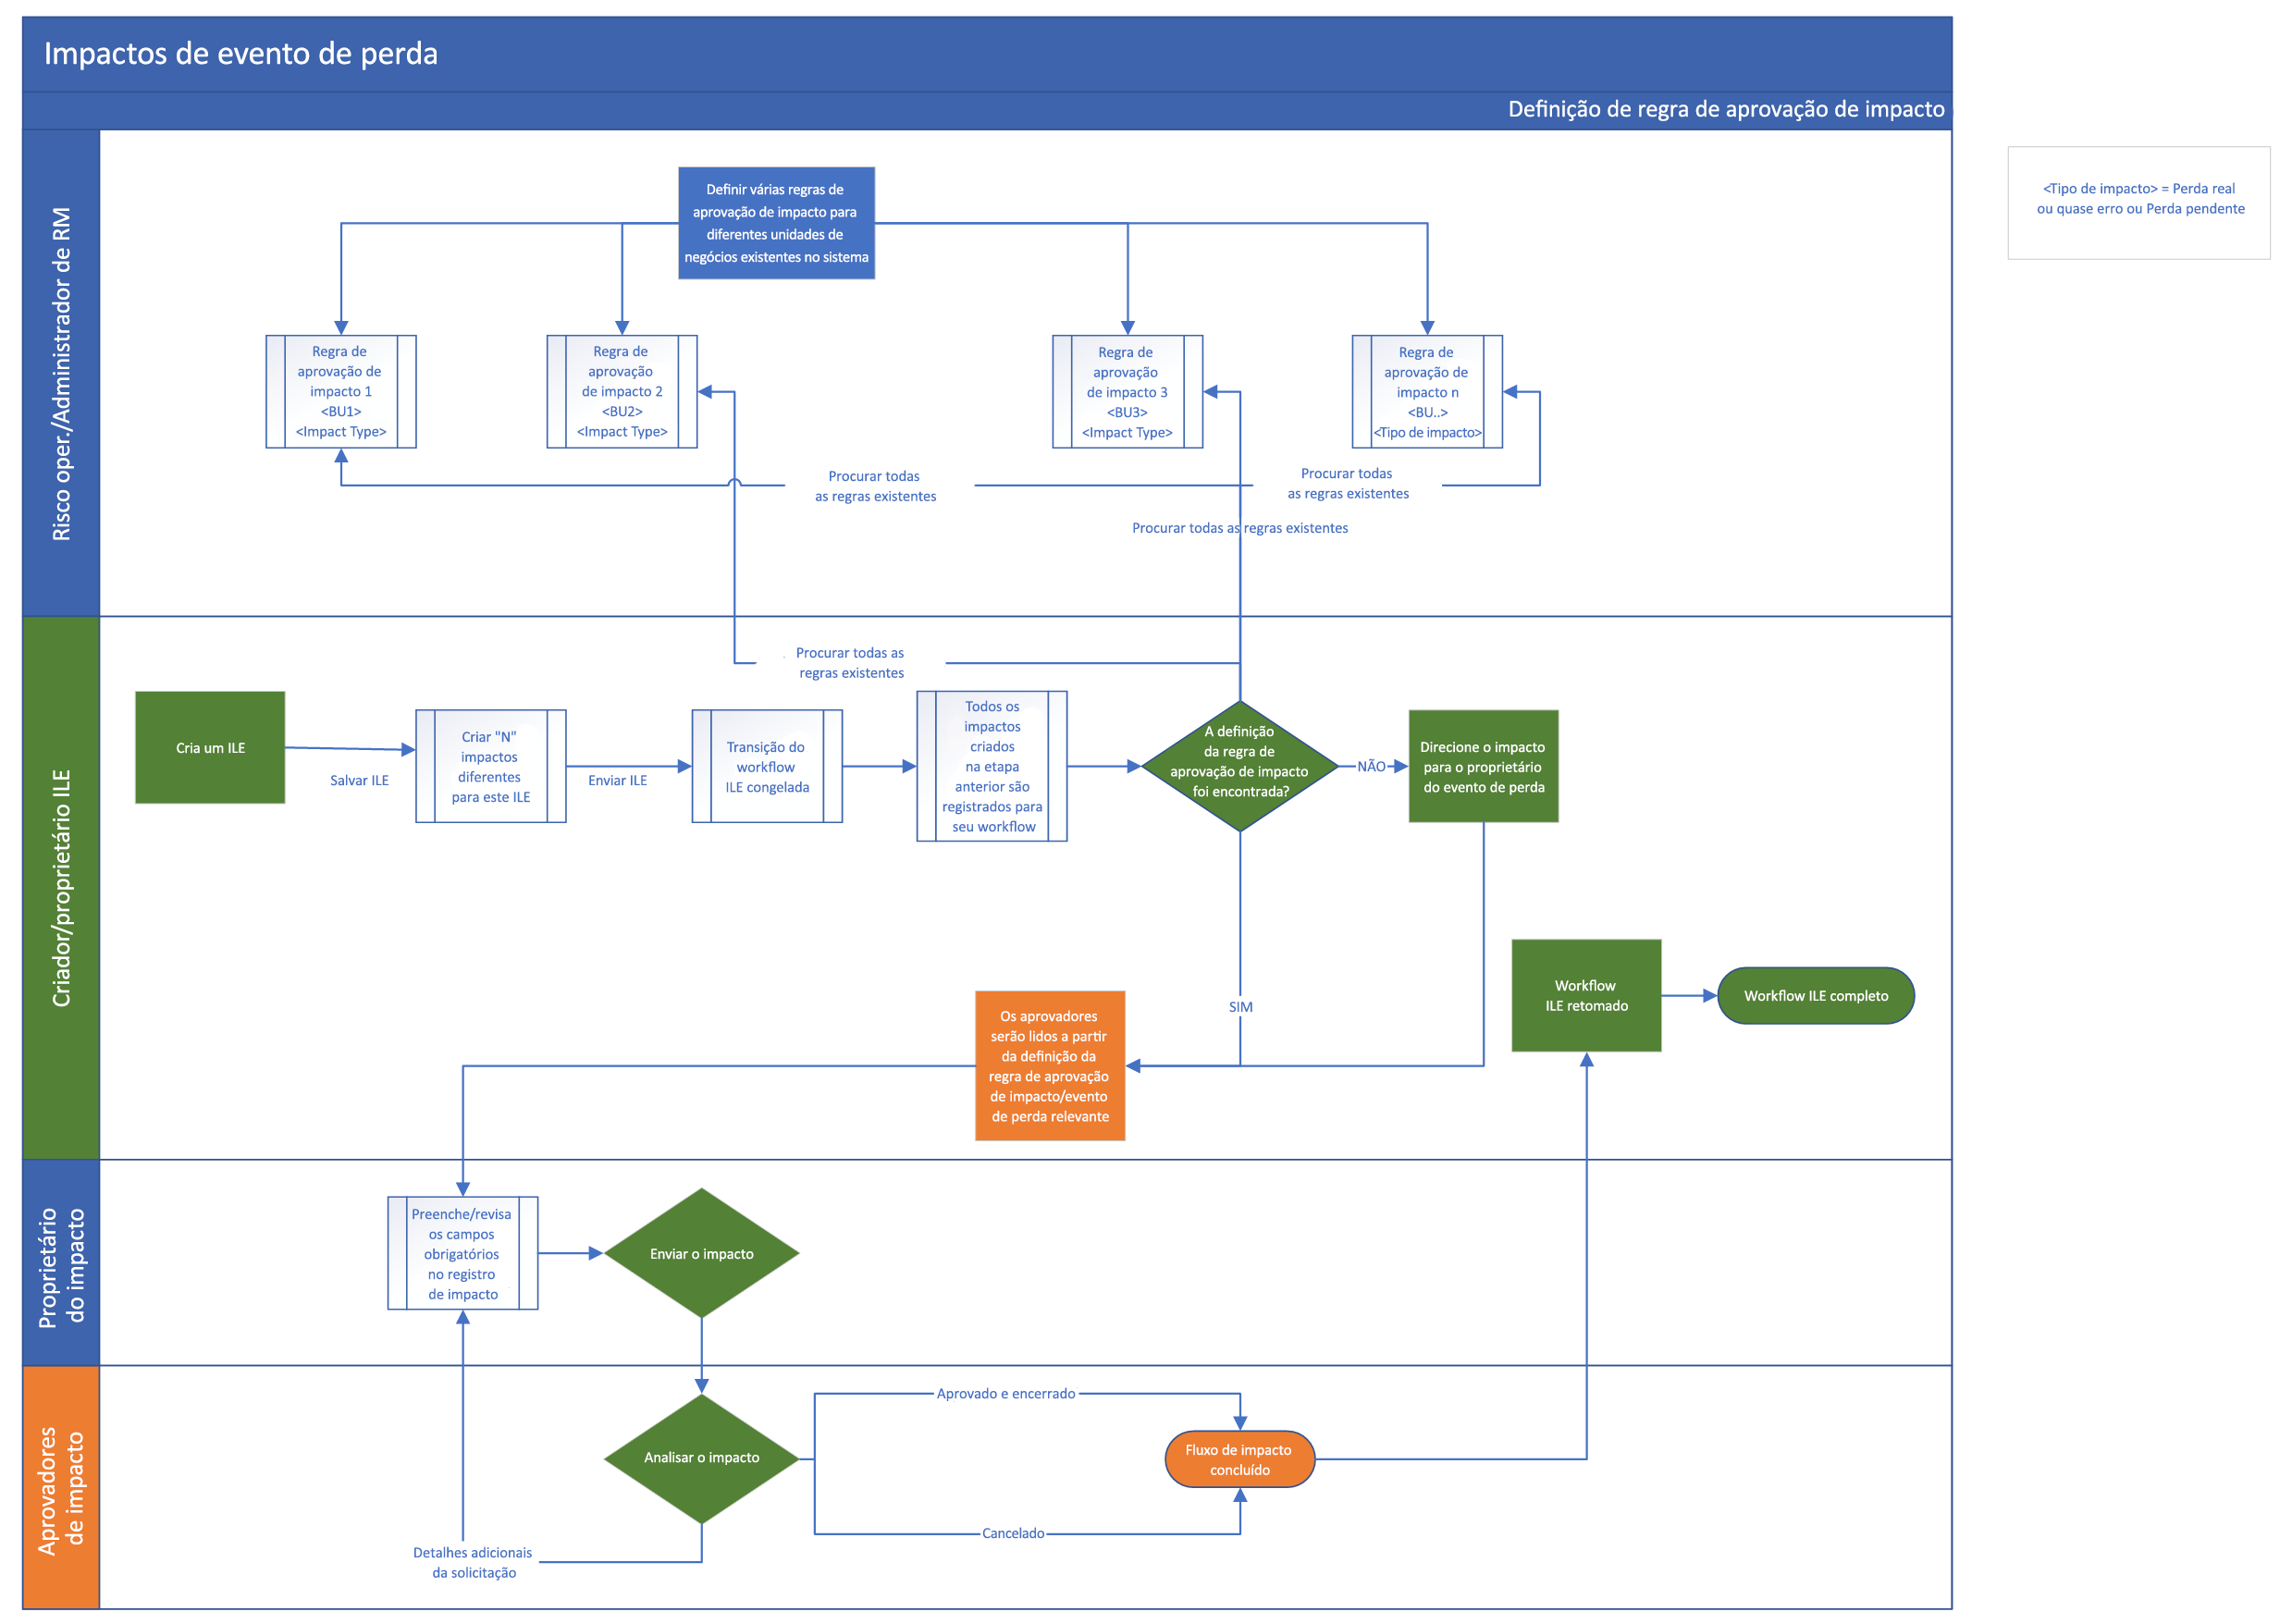 Impactos de evento de perda
Definição de regra de aprovação de impacto
Risco oper./Administrador de RM
Definir várias regras de
aprovação de impacto para
diferentes unidades de
negócios existentes no sistema
<Tipo de impacto> = Perda real
ou quase erro ou Perda pendente
Regra de
aprovação de
impacto 1
<BU1>
<Impact Type>
Regra de
aprovação
de impacto 2
<BU2>
<Impact Type>
Regra de
aprovação
de impacto 3
<BU3>
<Impact Type>
Regra de
aprovação de
impacto n
<BU..>
<Tipo de impacto>
Procurar todas
as regras existentes
Procurar todas
as regras existentes
Procurar todas as regras existentes
Criador/proprietário ILE
Procurar todas as
regras existentes
Cria um ILE
Salvar ILE
Criar "N"
impactos
diferentes
para este ILE
Enviar ILE
Transição do
workflow
ILE congelada
Todos os
impactos
criados
na etapa
anterior são
registrados para
seu workflow
A definição
da regra de
aprovação de impacto
foi encontrada?
NÃO
Direcione o impacto
para o proprietário
do evento de perda
SIM
Os aprovadores
serão lidos a partir
da definição da
regra de aprovação
de impacto/evento
de perda relevante
Workflow
ILE retomado
Workflow ILE completo
Proprietário
do impacto
Preenche/revisa
os campos
obrigatórios
no registro
de impacto
Enviar o impacto
Aprovadores
de impacto
Analisar o impacto
Aprovado e encerrado
Cancelado
Fluxo de impacto
concluído
Detalhes adicionais
da solicitação